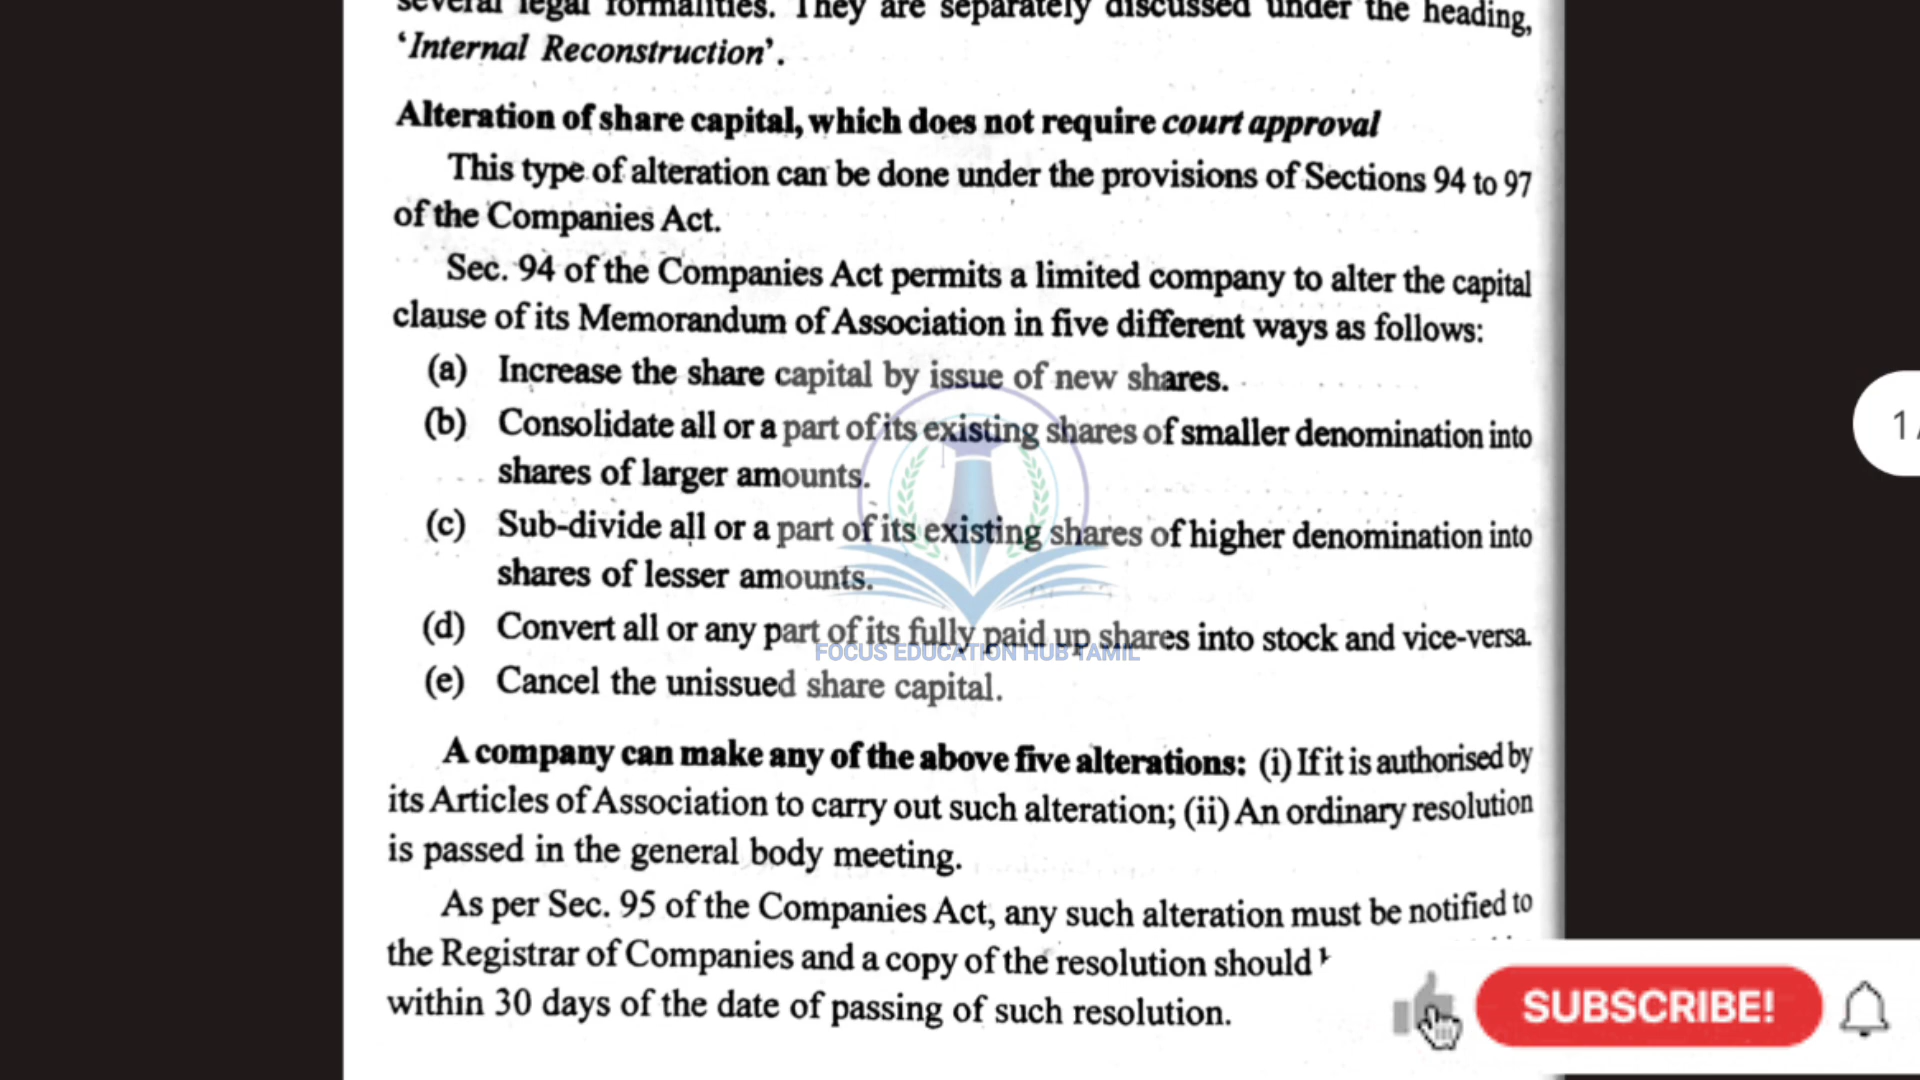 several legal formalities. They are separately discussed under the heading,
‘Internal Reconstruction’.
Alteration of share capital, which does not require court approval
This type of alteration can be done under the provisions of Sections 94 to 97
of the Companies Act.
Sec. 94 of the Companies Act permits a limited company to alter the capital
clause of its Memorandum of Association in five different ways as follows:
(a) Increase the share capital by issue of new shares.
(b) Consolidate all or a part of its existing shares of smaller denomination into
shares of larger amounts.
(c) Sub-divide all or a part of its existing shares of higher denomination into
shares of lesser amounts.
(d) Convert all or any part of its fully paid up shares into stock and vice-versa.
FOCUS EDUCATION HUB TAMIL
(e) Cancel the unissued share capital.
A company can make any of the above five alterations: (i) If it is authorised by
its Articles of Association to carry out such alteration; (ii) An ordinary resolution
is passed in the general body meeting.
As per Sec. 95 of the Companies Act, any such alteration must be notified to
the Registrar of Companies and a copy of the resolution should
within 30 days of the date of passing of such resolution.
SUBSCRIBE!
1